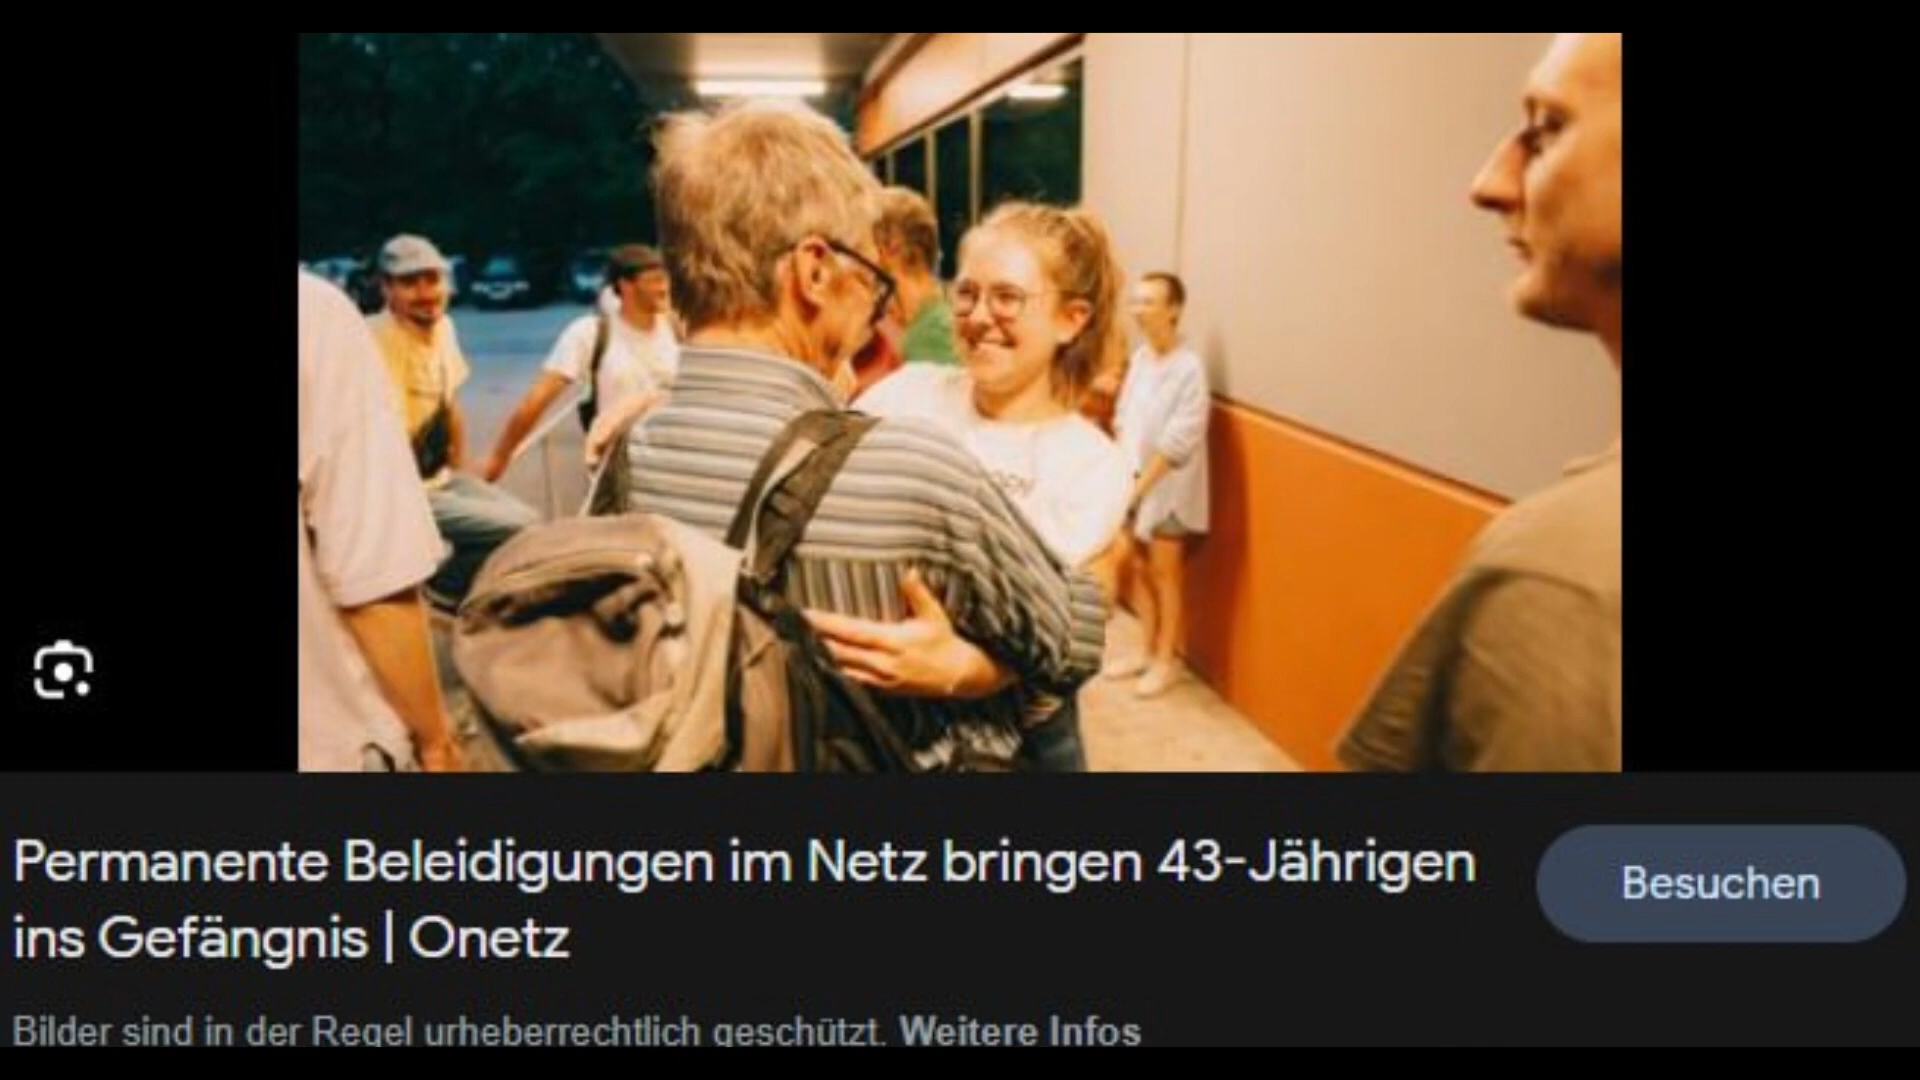 Permanente Beleidigungen im Netz bringen 43-Jährigen
ins Gefängnis | Onetz
Besuchen
Bilder sind in der Regel urheberrechtlich geschützt. Weitere Infos